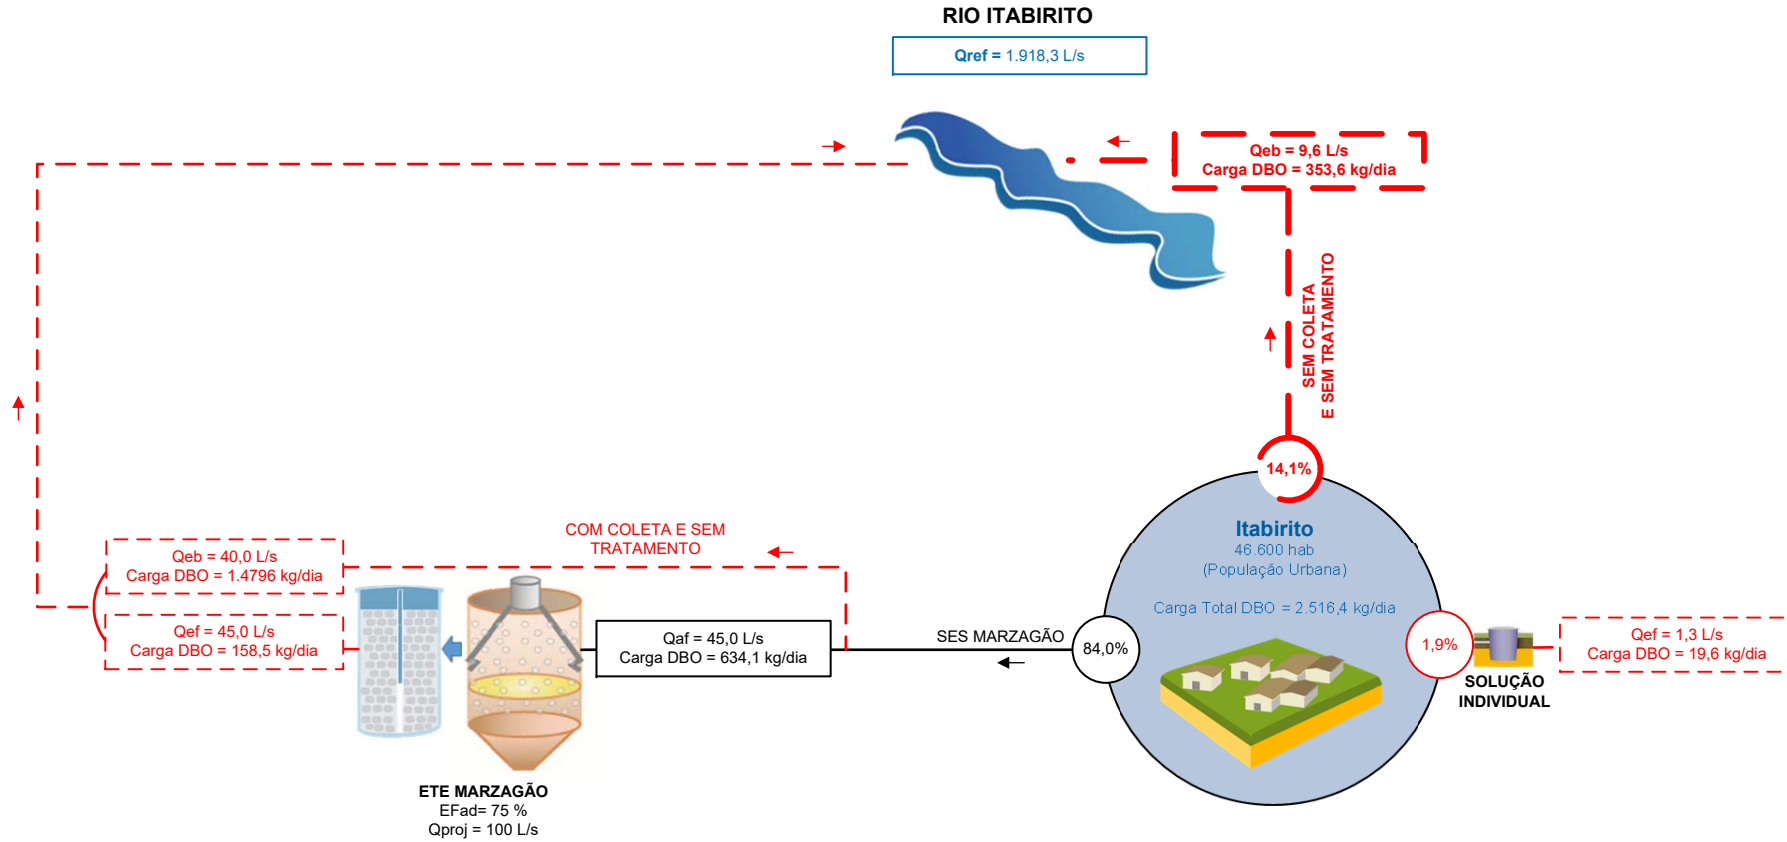 RIO ITABIRITO
Qref = 1.918,3 L/s
Qeb = 9,6 L/s
Carga DBO = 353,6 kg/dia
SEM COLETA
E SEM TRATAMENTO
14,1%
Itabirito
46.600 hab
(População Urbana)
Carga Total DBO = 2.516,4 kg/dia
COM COLETA E SEM
TRATAMENTO
Qeb = 40,0 L/s
Carga DBO = 1.4796 kg/dia
Qef = 45,0 L/s
Carga DBO = 158,5 kg/dia
Qaf = 45,0 L/s
Carga DBO = 634,1 kg/dia
SES MARZAGÃO
84,0%
1,9%
Qef = 1,3 L/s
Carga DBO = 19,6 kg/dia
SOLUÇÃO
INDIVIDUAL
ETE MARZAGÃO
EFad= 75 %
Qproj = 100 L/s